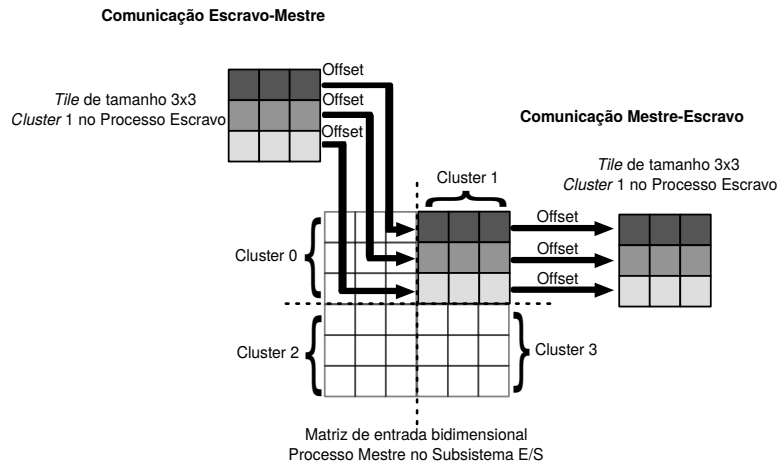 Comunicação Escravo-Mestre
Offset
Tile de tamanho 3x3
Cluster 1 no Processo Escravo
Offset
Offset
Comunicação Mestre-Escravo
Tile de tamanho 3x3
Cluster 1 no Processo Escravo
Cluster 1
Offset
Cluster 0
Offset
Offset
Cluster 2
Cluster 3
Matriz de entrada bidimensional
Processo Mestre no Subsistema E/S